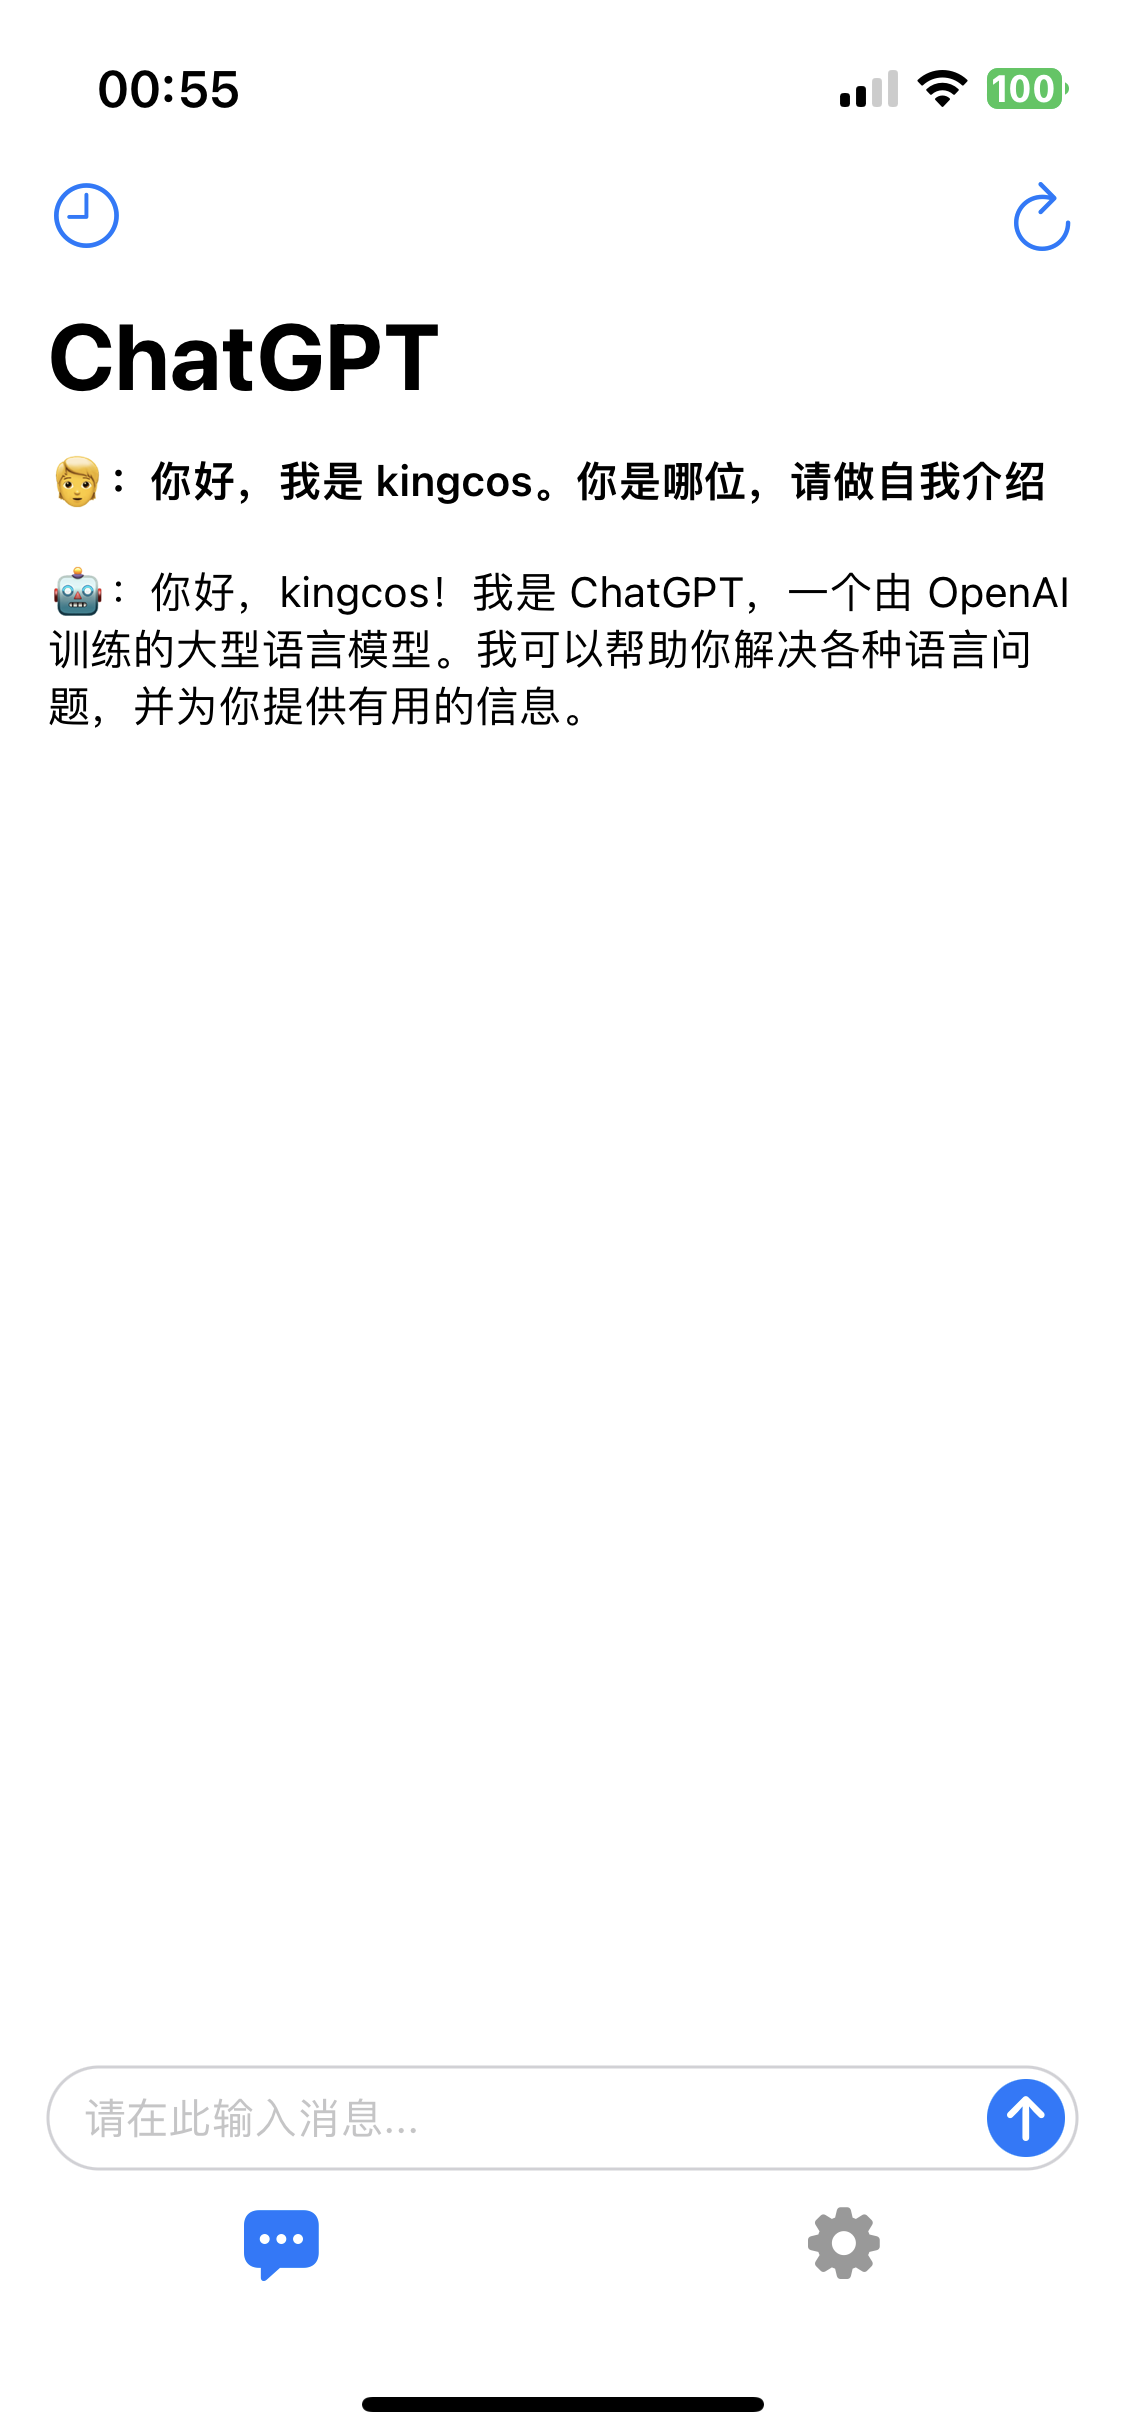 00:55
100
ChatGPT
🧑：你好，我是 kingcos。你是哪位，请做自我介绍
🤖：你好，kingcos！我是 ChatGPT，一个由 OpenAI
训练的大型语言模型。我可以帮助你解决各种语言问
题，并为你提供有用的信息。
请在此输入消息...